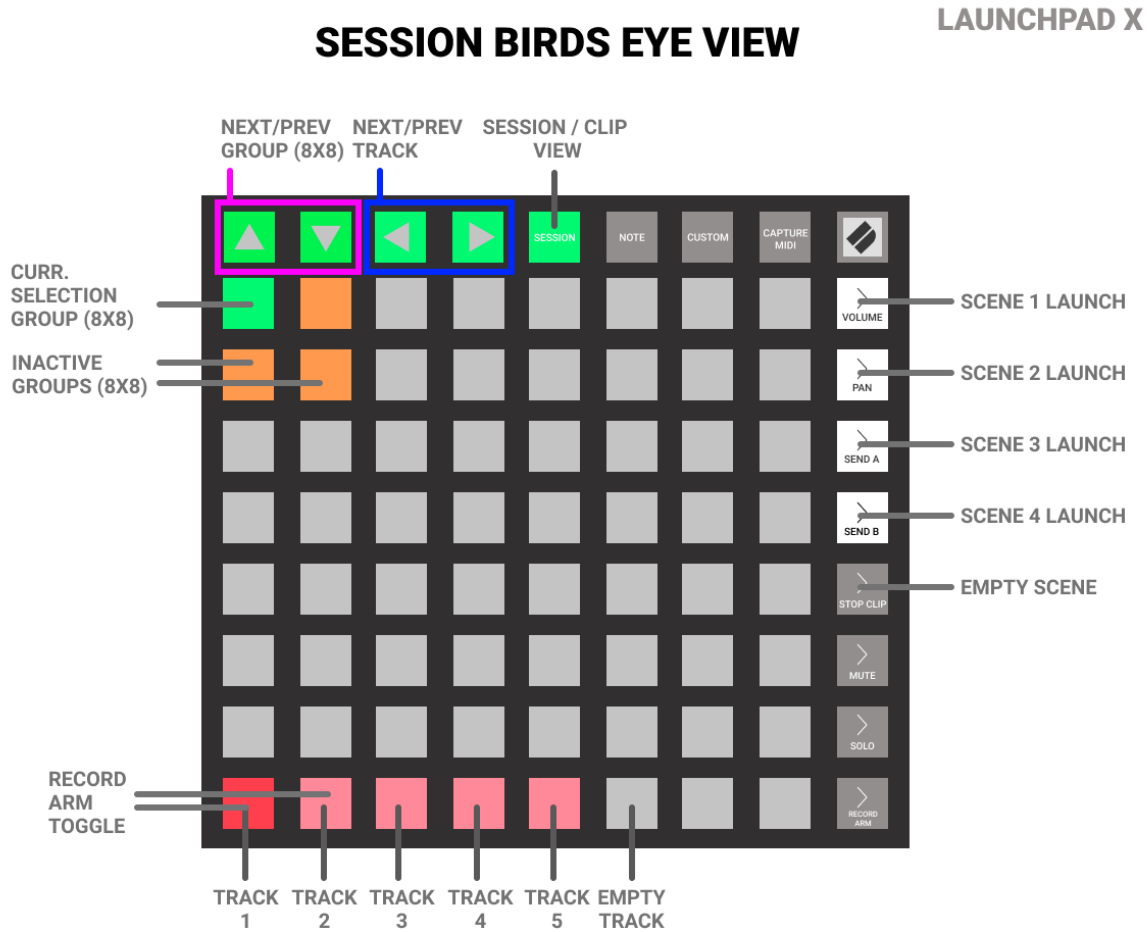 LAUNCHPAD X
SESSION BIRDS EYE VIEW
NEXT/PREV
GROUP (8X8)
NEXT/PREV
TRACK
SESSION / CLIP
VIEW
SESSION
NOTE
CUSTOM
CAPTURE
MIDI
CURR.
SELECTION
GROUP (8X8)
VOLUME
SCENE 1 LAUNCH
INACTIVE
GROUPS (8X8)
PAN
SCENE 2 LAUNCH
SEND A
SCENE 3 LAUNCH
SEND B
SCENE 4 LAUNCH
STOP CLIP
EMPTY SCENE
MUTE
SOLO
RECORD
ARM
TOGGLE
RECORD
ARM
TRACK
1
TRACK
2
TRACK
3
TRACK
4
TRACK
5
EMPTY
TRACK